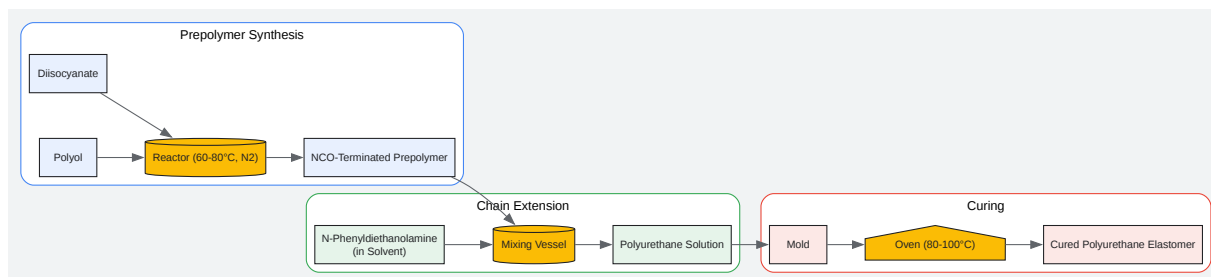 Prepolymer Synthesis
Diisocyanate
Polyol
Reactor (60-80°C, N2)
NCO-Terminated Prepolymer
Chain Extension
N-Phenyldiethanolamine
(in Solvent)
Mixing Vessel
Polyurethane Solution
Curing
Mold
Oven (80-100°C)
Cured Polyurethane Elastomer